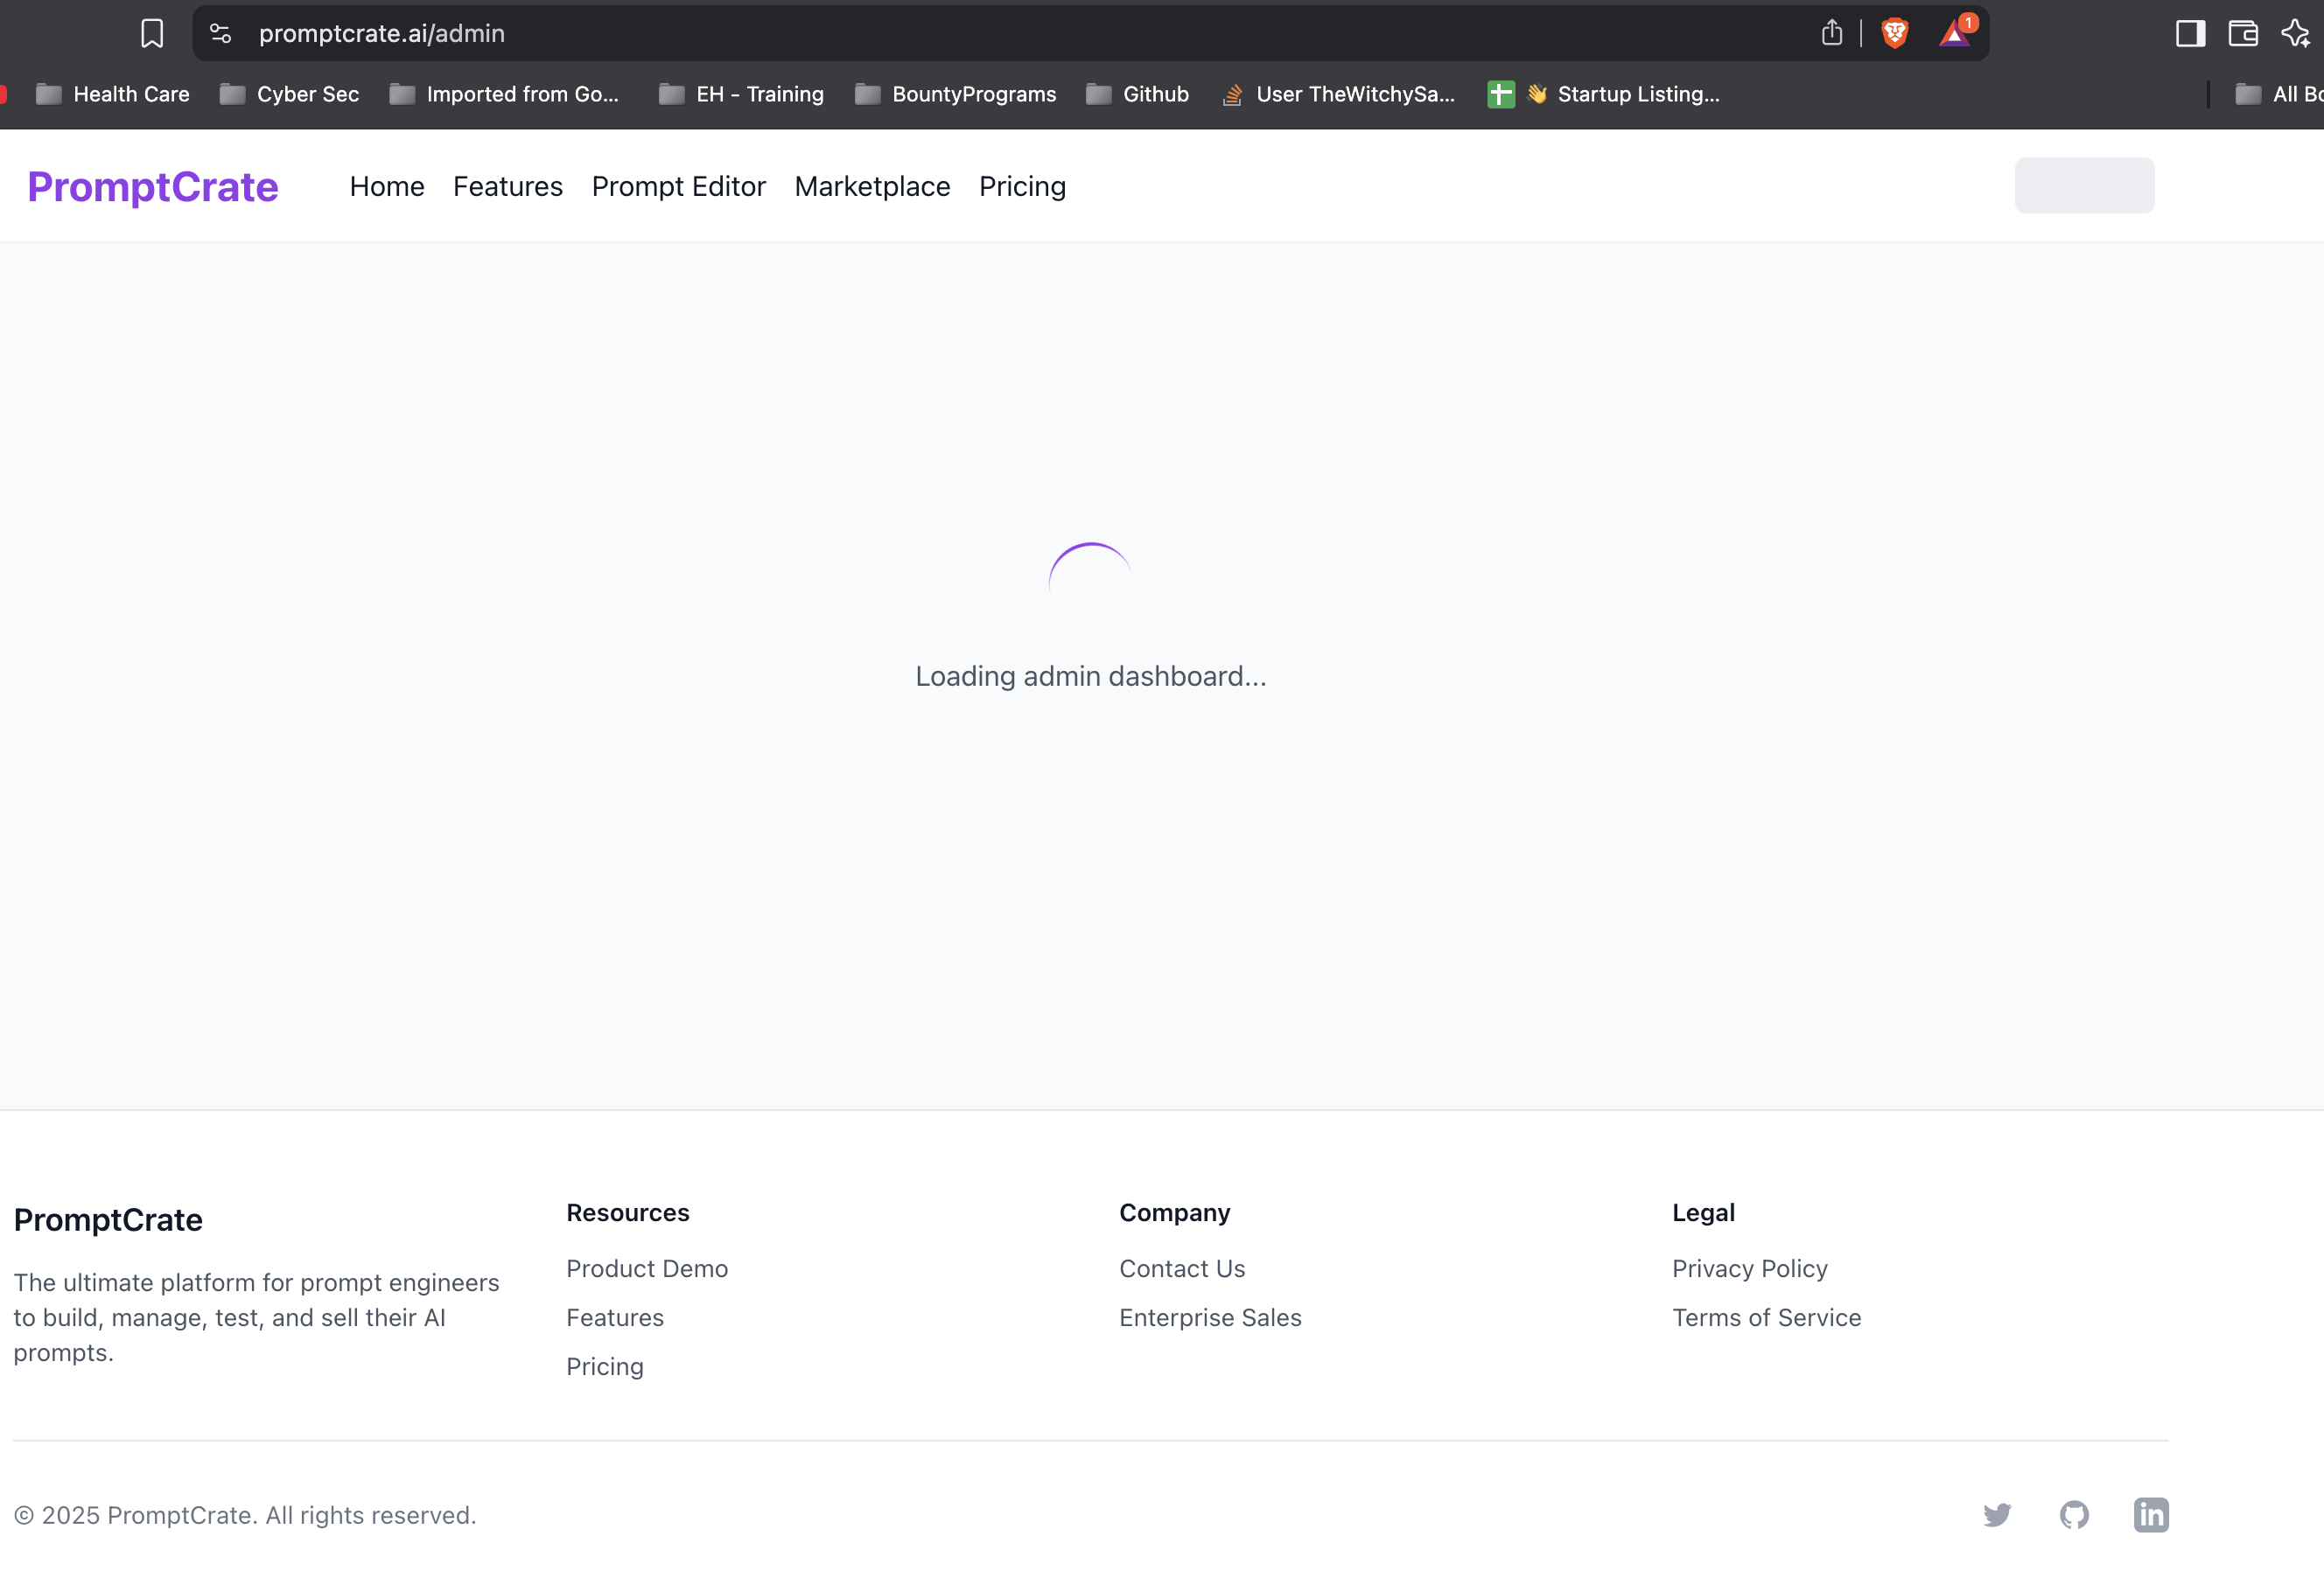 promptcrate.ai/admin
1
Health Care
Cyber Sec
Imported from Go...
EH - Training
BountyPrograms
Github
User TheWitchySa...
👋 Startup Listing...
All Bo
PromptCrate
Home
Features
Prompt Editor
Marketplace
Pricing
Loading admin dashboard...
PromptCrate
The ultimate platform for prompt engineers
to build, manage, test, and sell their AI
prompts.
Resources
Product Demo
Features
Pricing
Company
Contact Us
Enterprise Sales
Legal
Privacy Policy
Terms of Service
© 2025 PromptCrate. All rights reserved.
in